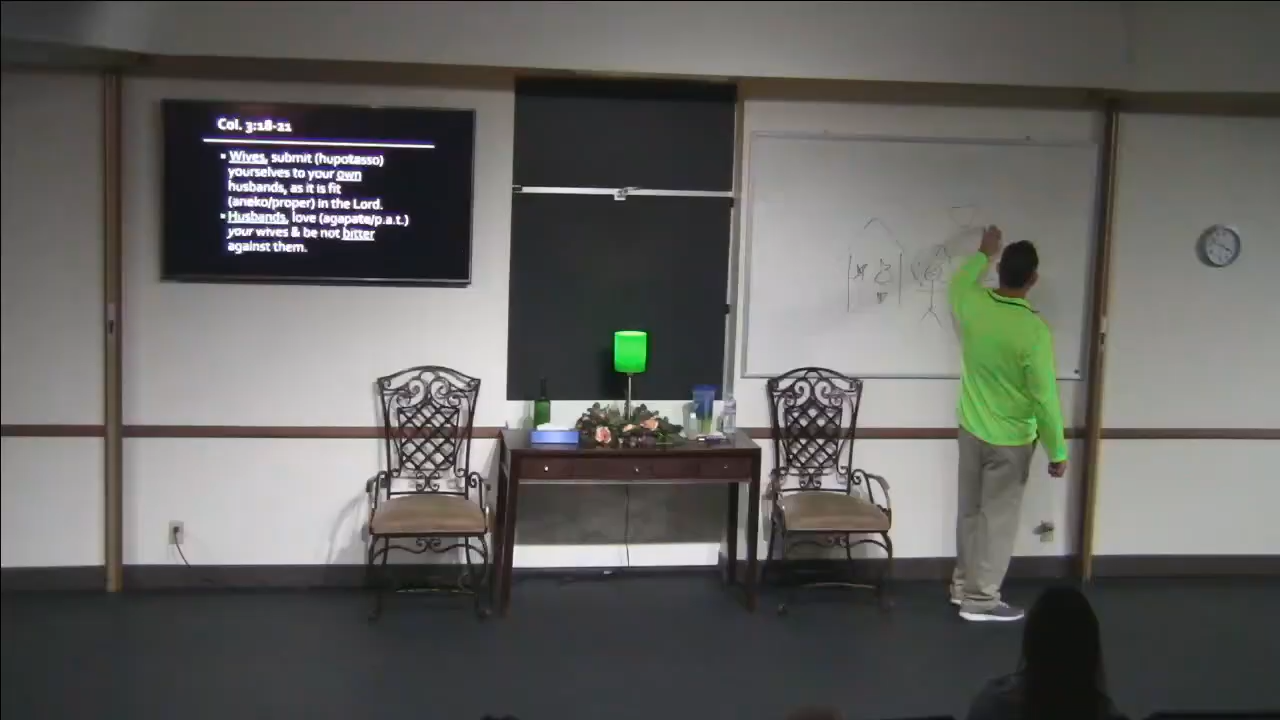 Col. 3:18-21
▪ Wives, submit (hupotasso)
yourselves to your own
husbands, as it is fit
(aneko/proper) in the Lord.
▪ Husbands, love (agapate/p.a.t.)
your wives & be not bitter
against them.